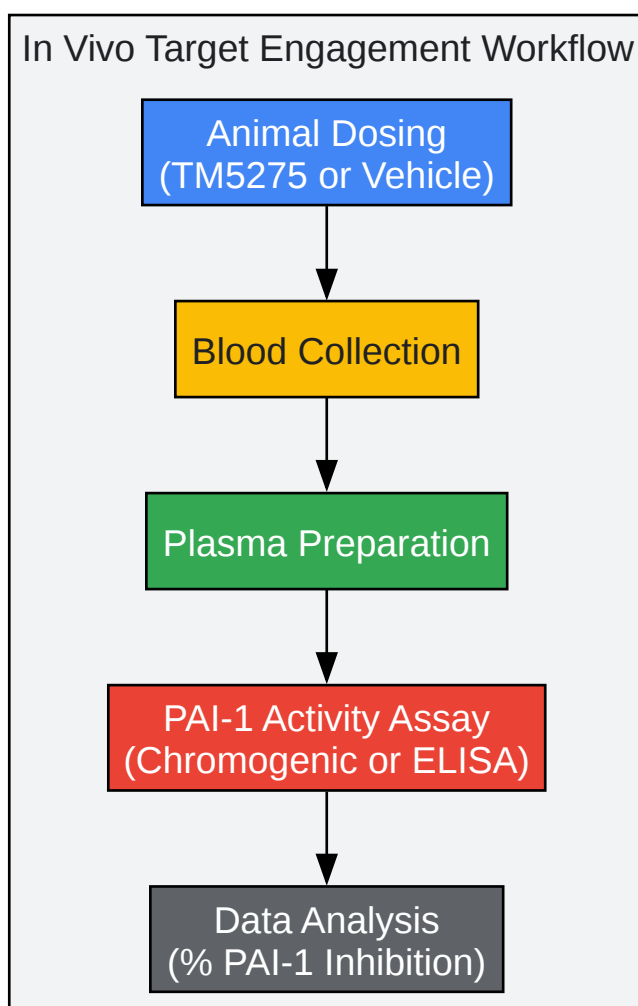 In Vivo Target Engagement Workflow
Animal Dosing
(TM5275 or Vehicle)
Blood Collection
Plasma Preparation
PAI-1 Activity Assay
(Chromogenic or ELISA)
Data Analysis
(% PAI-1 Inhibition)